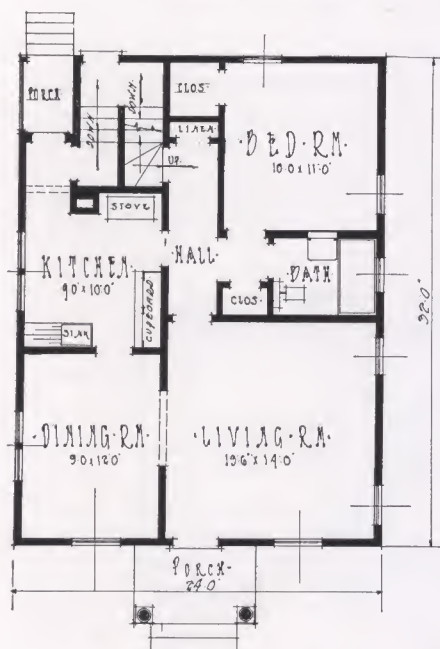 PORCH
DOWN
DOWN
CLOS.
LINEN
UP.
BED-RM.
10'0 x 11'0"
STOVE
HALL
KITCHEN
9'0" x 10'0"
CUPBOARD
BATH
CLOS.
SINK
32'0"
DINING-RM.
9'0 x 12'0"
LIVING-RM.
13'6" x 14'0"
PORCH
24'0"